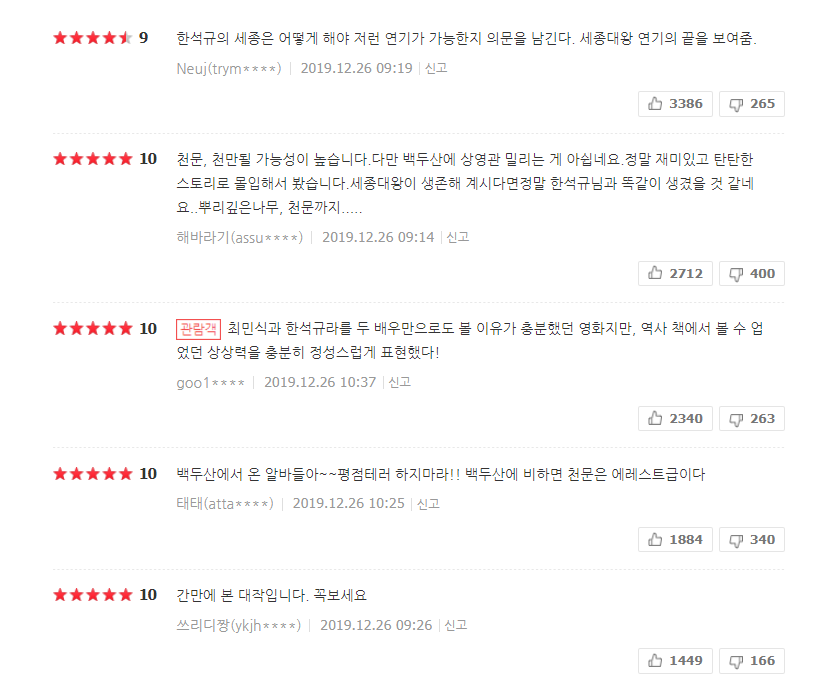 9 한석규의 세종은 어떻게 해야 저런 연기가 가능한지 의문을 남긴다. 세종대왕 연기의 끝을 보여줌.
Neuj(trym****) 2019.12.26 09:19 신고
3386 265
10 천문, 천만될 가능성이 높습니다.다만 백두산에 상영관 밀리는 게 아쉽네요.정말 재미있고 탄탄한
스토리로 몰입해서 봤습니다.세종대왕이 생존해 계시다면정말 한석규님과 똑같이 생겼을 것 같네
요..뿌리깊은나무, 천문까지.....
해바라기(assu****) 2019.12.26 09:14 신고
2712 400
10 관람객 최민식과 한석규라를 두 배우만으로도 볼 이유가 충분했던 영화지만, 역사 책에서 볼 수 업
었던 상상력을 충분히 정성스럽게 표현했다!
goo1**** 2019.12.26 10:37 신고
2340 263
10 백두산에서 온 알바들아~~평점테러 하지마라!! 백두산에 비하면 천문은 에레스트급이다
태태(atta****) 2019.12.26 10:25 신고
1884 340
10 간만에 본 대작입니다. 꼭보세요
쓰리디짱(ykjh****) 2019.12.26 09:26 신고
1449 166